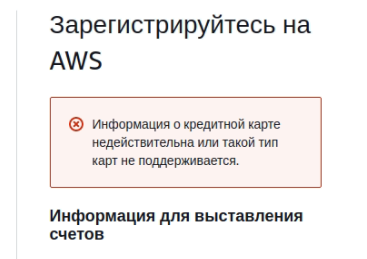 Зарегистрируйтесь на
AWS
Информация о кредитной карте
недействительна или такой тип
карт не поддерживается.
Информация для выставления
счетов